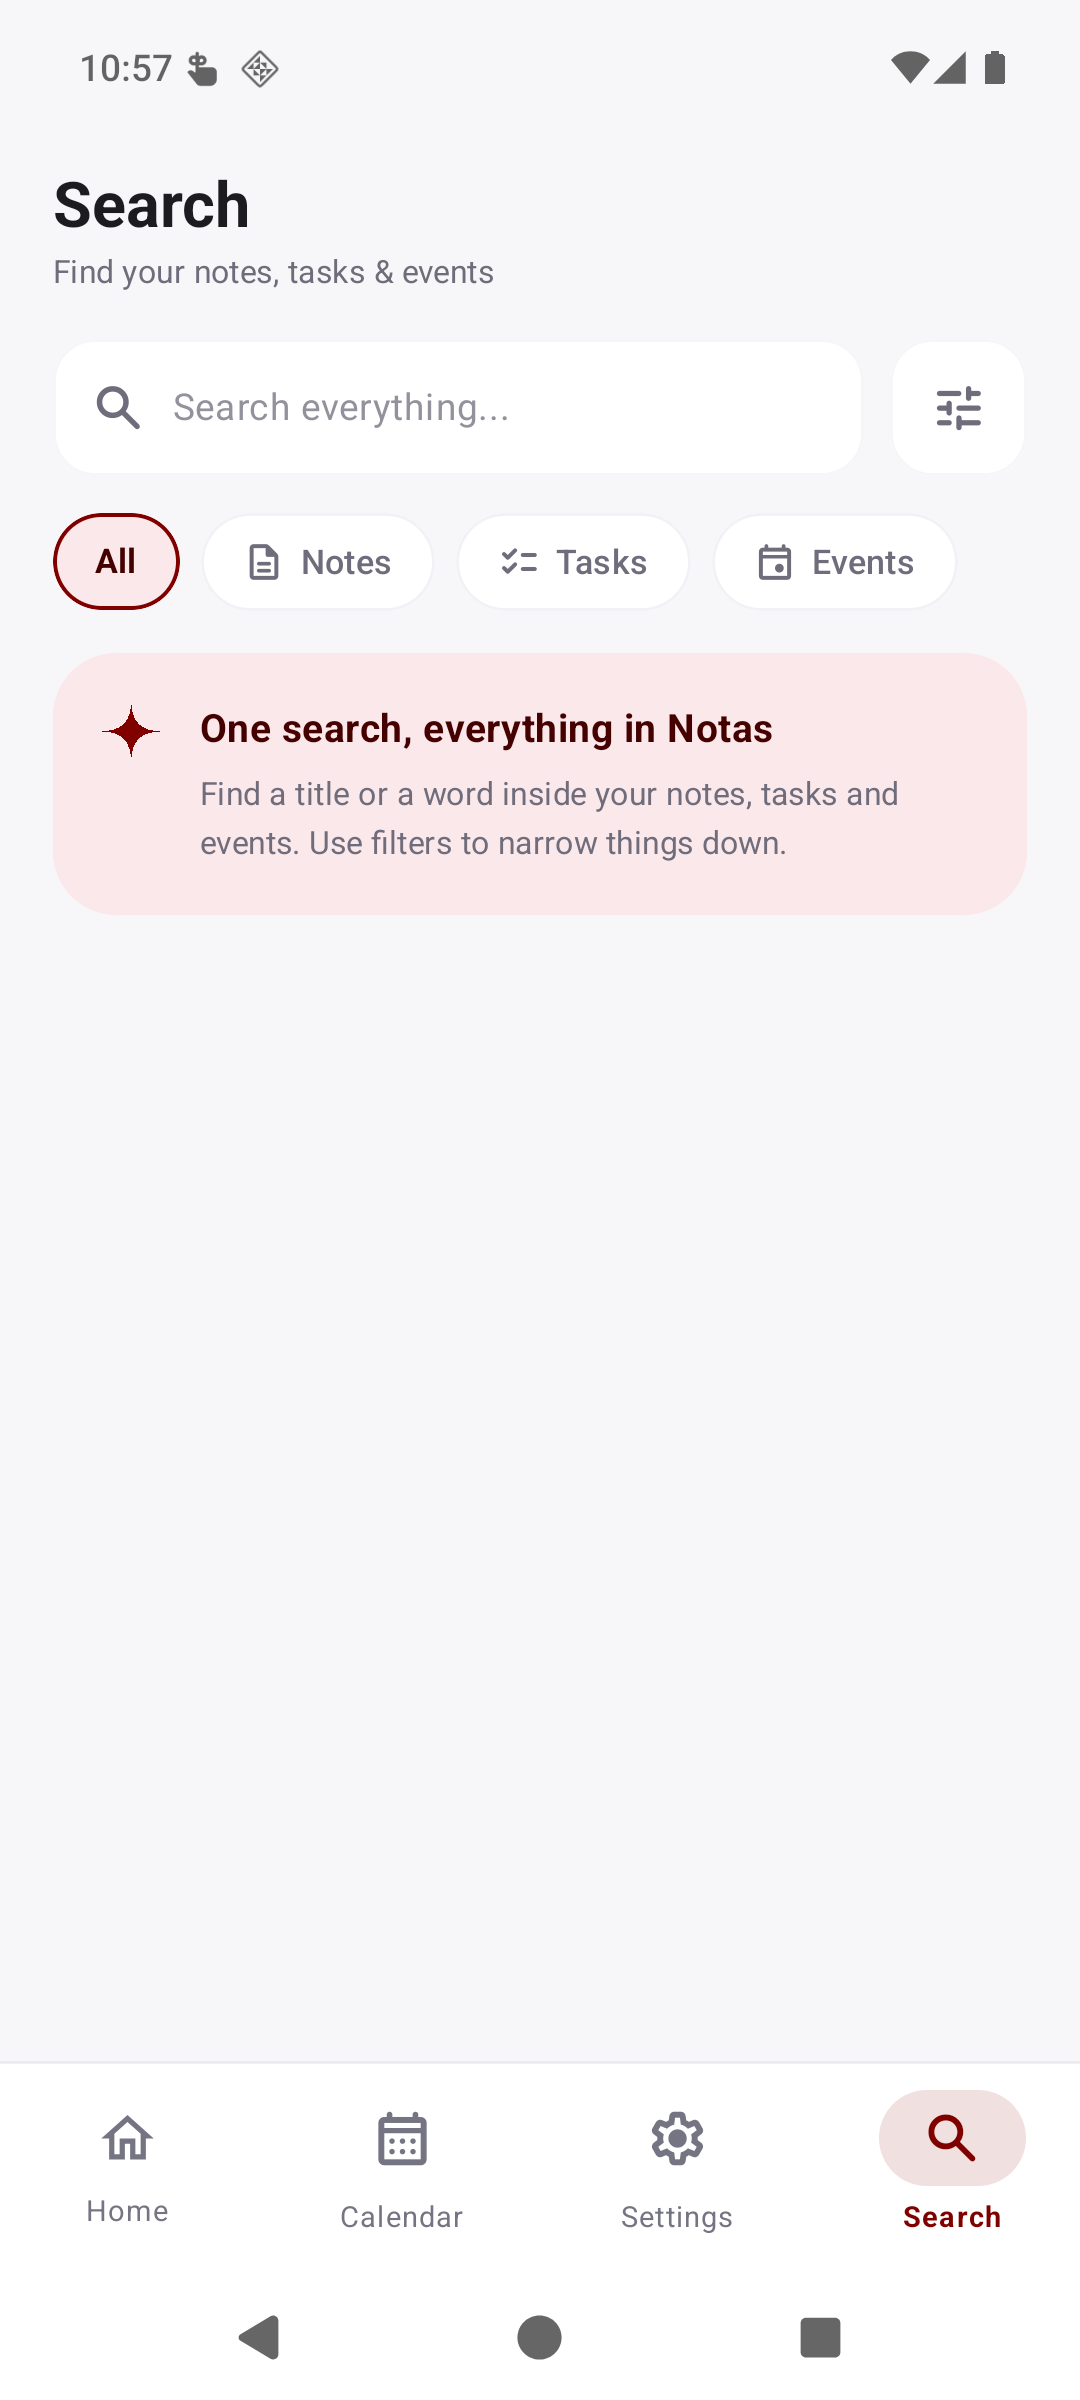 10:57
Search
Find your notes, tasks & events
Search everything...
All
Notes
Tasks
Events
One search, everything in Notas
Find a title or a word inside your notes, tasks and
events. Use filters to narrow things down.
Home
Calendar
Settings
Search